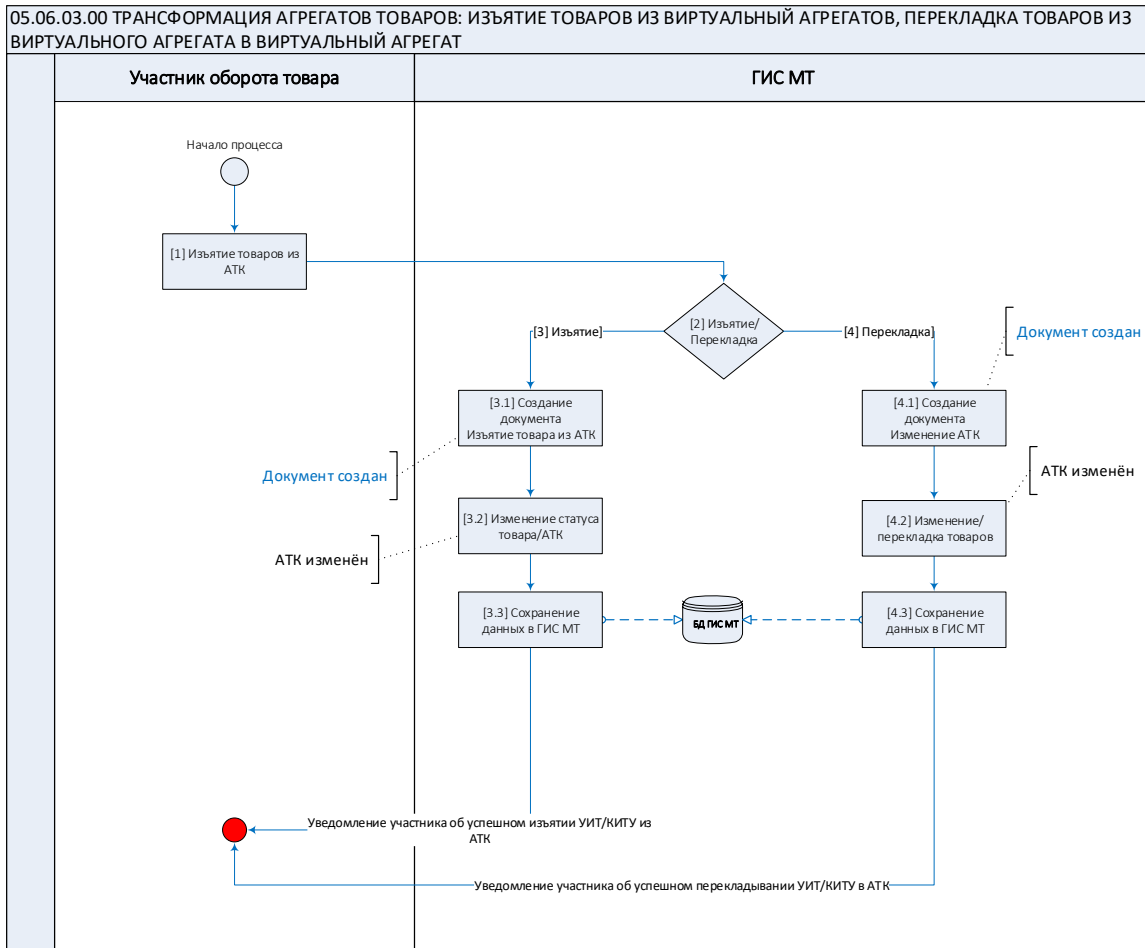 05.06.03.00 ТРАНСФОРМАЦИЯ АГРЕГАТОВ ТОВАРОВ: ИЗЪЯТИЕ ТОВАРОВ ИЗ ВИРТУАЛЬНЫЙ АГРЕГАТОВ, ПЕРЕКЛАДКА ТОВАРОВ ИЗ
ВИРТУАЛЬНОГО АГРЕГАТА В ВИРТУАЛЬНЫЙ АГРЕГАТ
Участник оборота товара
ГИС МТ
Начало процесса
[1] Изъятие товаров из
АТК
[2] Изъятие/
Перекладка
[3] Изъятие]
[4] Перекладка]
Документ создан
[3.1] Создание
документа
Изъятие товара из АТК
[4.1] Создание
документа
Изменение АТК
Документ создан
АТК изменён
[3.2] Изменение статуса
товара/АТК
[4.2] Изменение/
перекладка товаров
АТК изменён
[3.3] Сохранение
данных в ГИС МТ
БД ГИС МТ
[4.3] Сохранение
данных в ГИС МТ
Уведомление участника об успешном изъятии УИТ/КИТУ из
АТК
Уведомление участника об успешном перекладывании УИТ/КИТУ в АТК